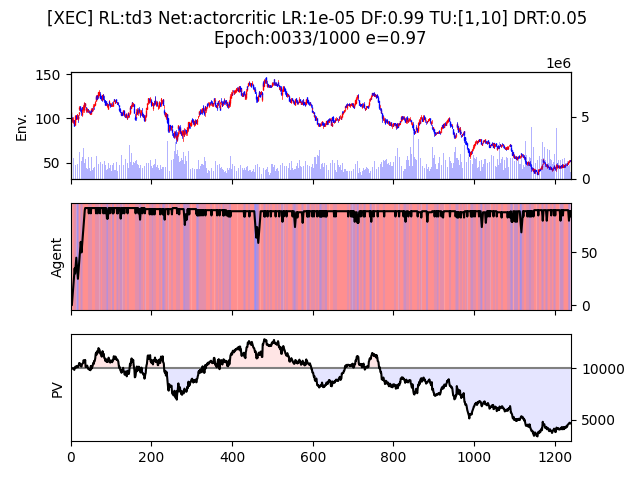 [XEC] RL:td3 Net:actorcritic LR:1e-05 DF:0.99 TU:[1,10] DRT:0.05
Epoch:0033/1000 e=0.97
1e6
150
100
50
Env.
5
0
Agent
50
0
PV
10000
5000
0 200 400 600 800 1000 1200